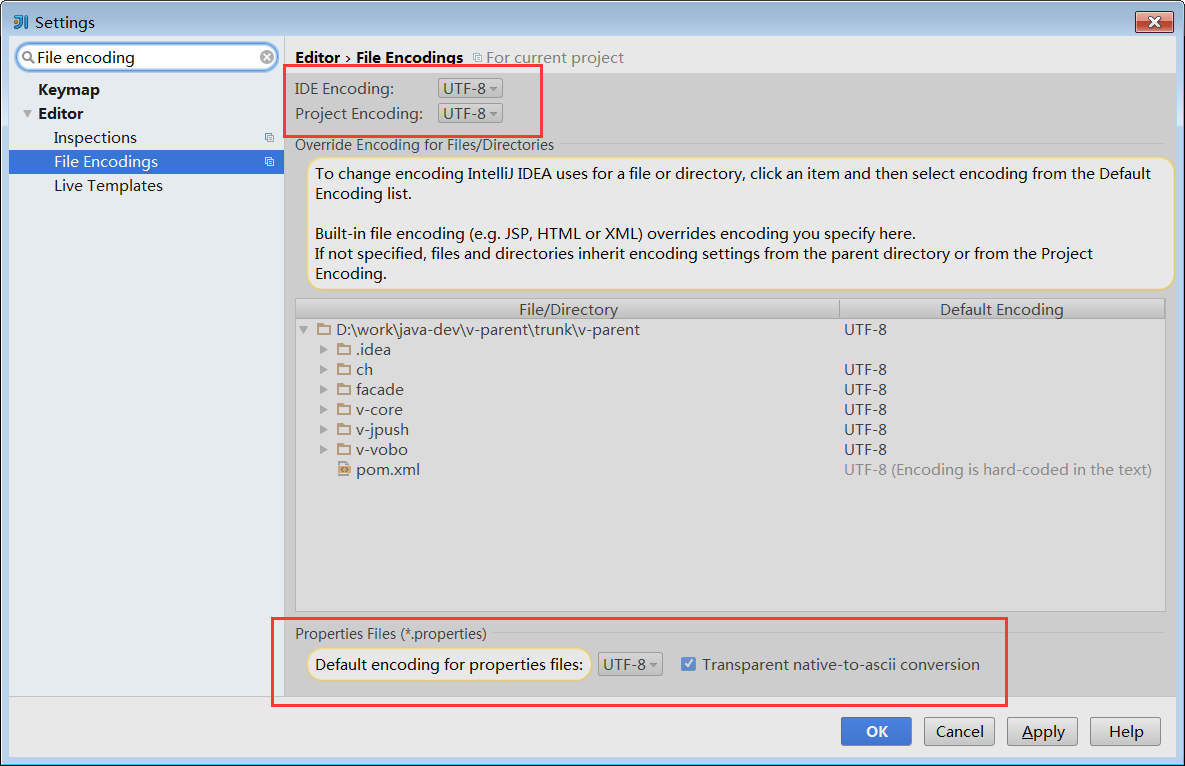 Settings
File encoding
Keymap
Editor
Inspections
File Encodings
Live Templates
Editor › File Encodings For current project
IDE Encoding: UTF-8
Project Encoding: UTF-8
Override Encoding for Files/Directories
To change encoding IntelliJ IDEA uses for a file or directory, click an item and then select encoding from the Default
Encoding list.
Built-in file encoding (e.g. JSP, HTML or XML) overrides encoding you specify here.
If not specified, files and directories inherit encoding settings from the parent directory or from the Project
Encoding.
File/Directory Default Encoding
D:\work\java-dev\v-parent\trunk\v-parent UTF-8
.idea
ch UTF-8
facade UTF-8
v-core UTF-8
v-jpush UTF-8
v-vobo UTF-8
pom.xml UTF-8 (Encoding is hard-coded in the text)
Properties Files (*.properties)
Default encoding for properties files: UTF-8 Transparent native-to-ascii conversion
OK Cancel Apply Help